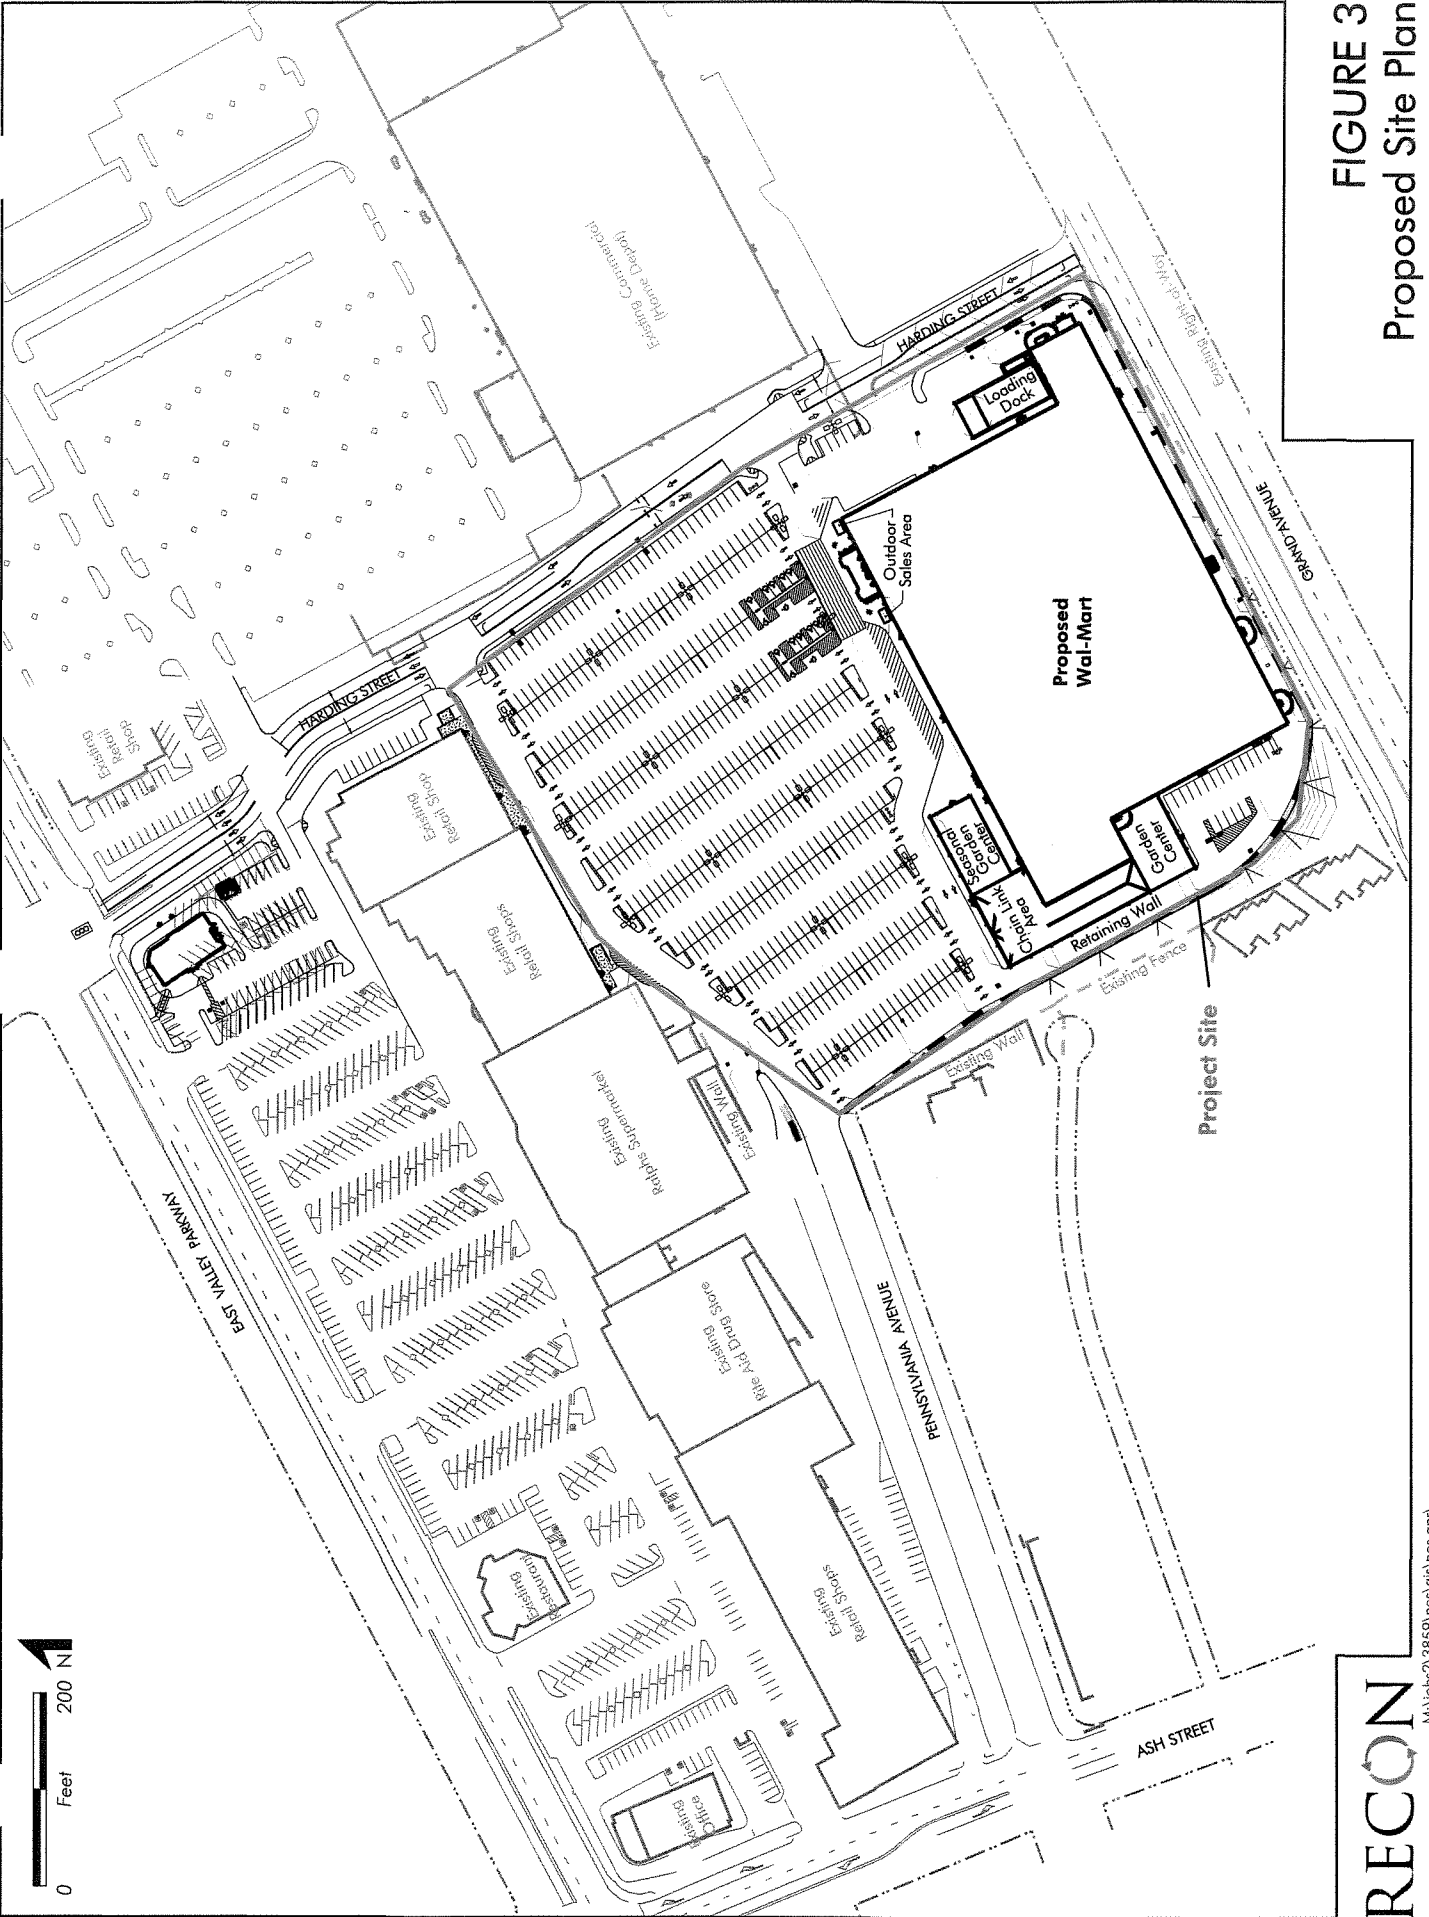 FIGURE 3
Proposed Site Plan
0
Feet
200
N
EAST VALLEY PARKWAY
Existing
Retail
Shop
HARDING STREET
Existing
Retail Shop
Existing
Retail Shops
Existing
Ralphs Supermarket
Existing Wall
Existing
Rite Aid Drug Store
Existing
Retail Shops
Existing
Restaurant
Existing
Office
Existing Commercial
(Home Depot)
HARDING STREET
Loading
Dock
Outdoor
Sales Area
Proposed
Wal-Mart
Seasonal
Garden
Center
Chain Link
Area
Garden
Center
Retaining Wall
Existing Fence
Existing Wall
Project Site
Existing Right-of-Way
GRAND AVENUE
PENNSYLVANIA AVENUE
ASH STREET
RECON